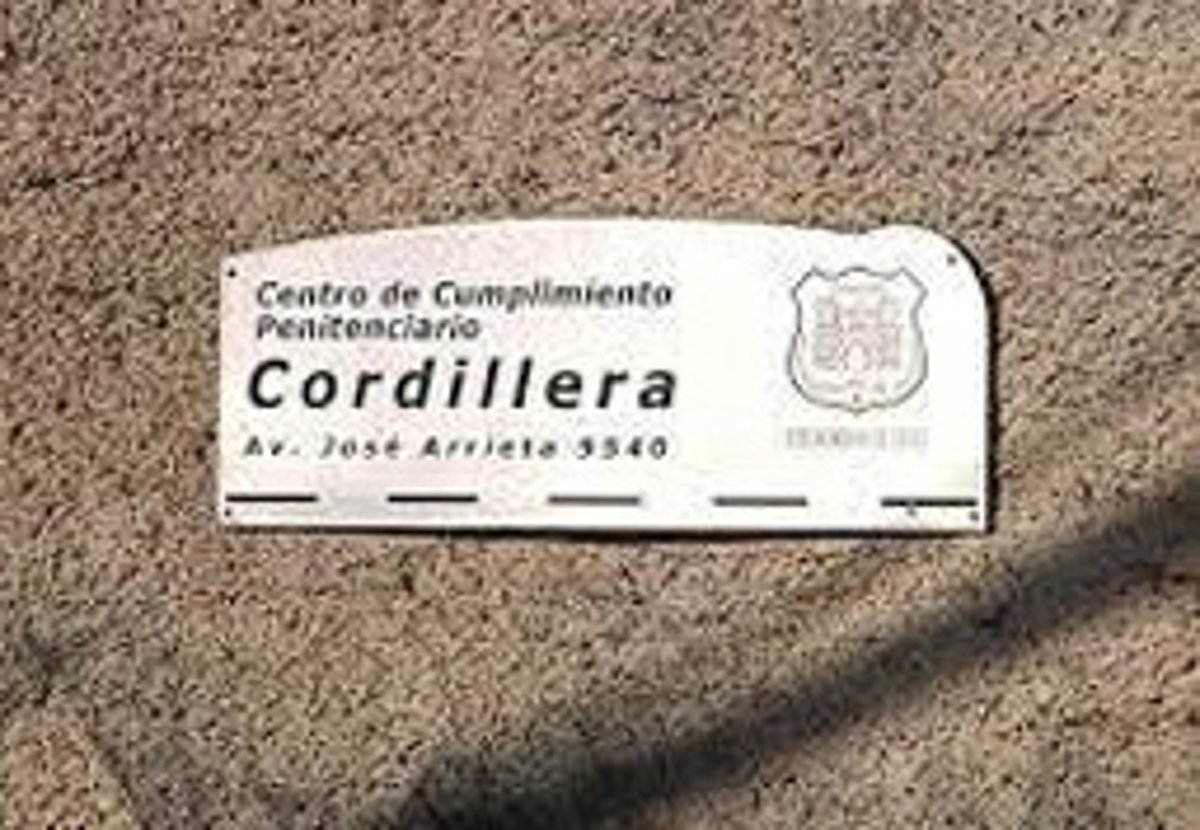 Centro de Cumplimiento
Penitenciario
Cordillera
Av. José Arrieta 5540